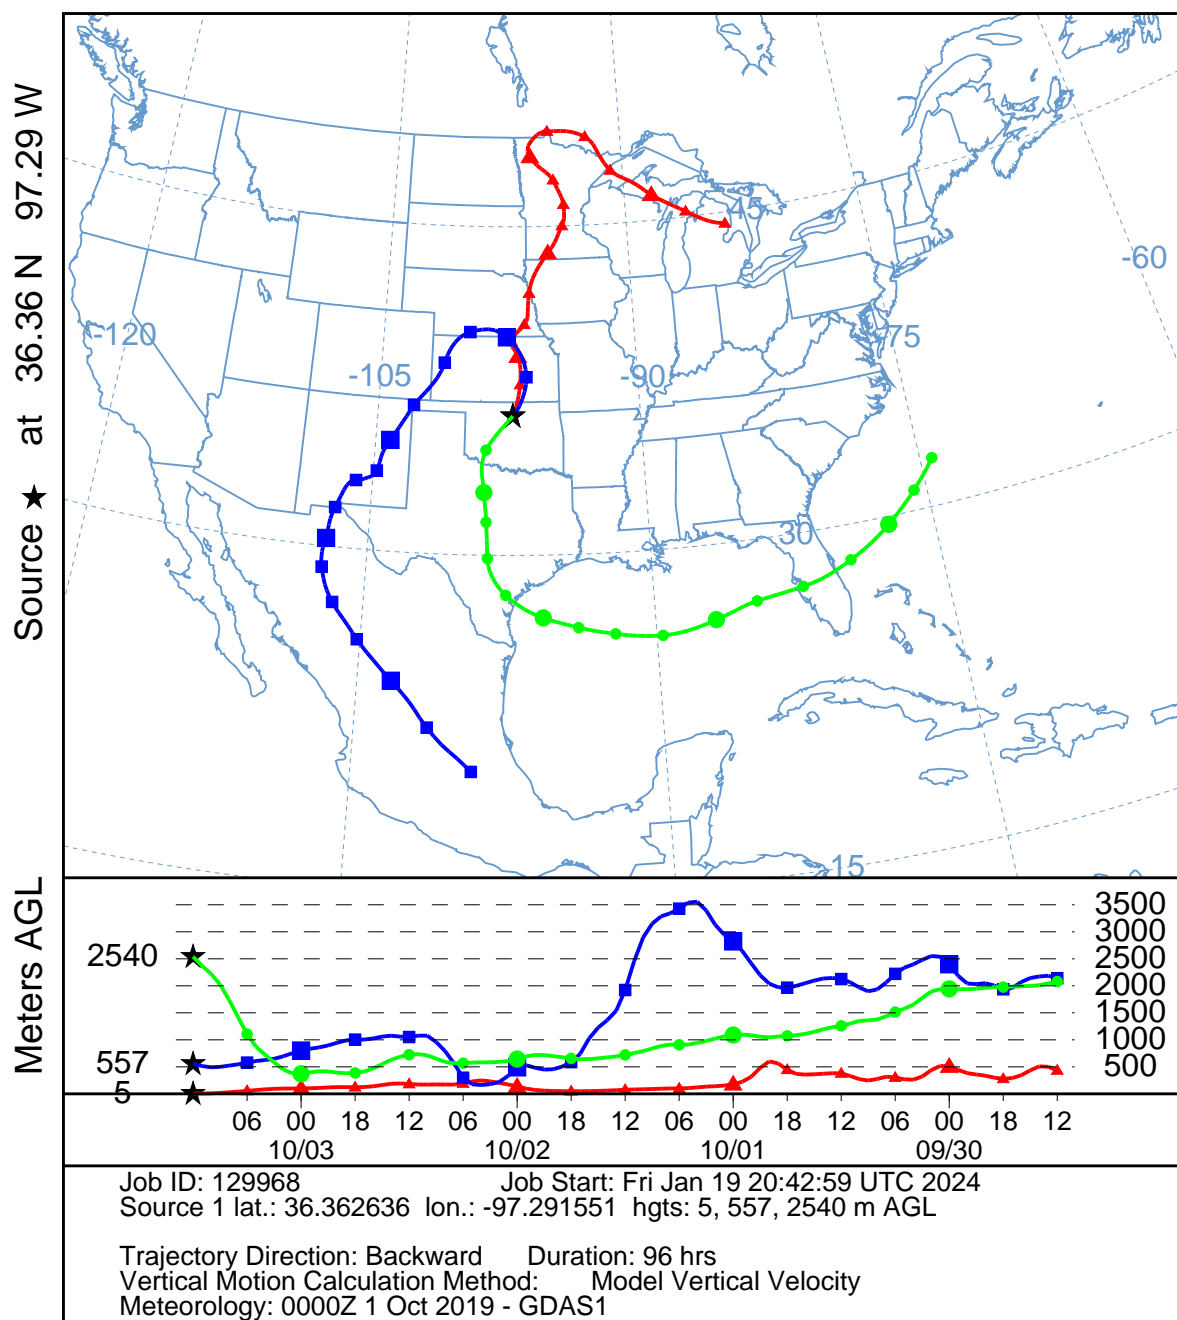 Source ★ at 36.36 N 97.29 W
-120
-105
-90
-75
-60
45
30
-15
Meters AGL
2540
557
5
3500
3000
2500
2000
1500
1000
500
06 00 18 12 06 00 18 12 06 00 18 12 06 00 18 12
10/03 10/02 10/01 09/30
Job ID: 129968 Job Start: Fri Jan 19 20:42:59 UTC 2024
Source 1 lat.: 36.362636 lon.: -97.291551 hgts: 5, 557, 2540 m AGL
Trajectory Direction: Backward Duration: 96 hrs
Vertical Motion Calculation Method: Model Vertical Velocity
Meteorology: 0000Z 1 Oct 2019 - GDAS1